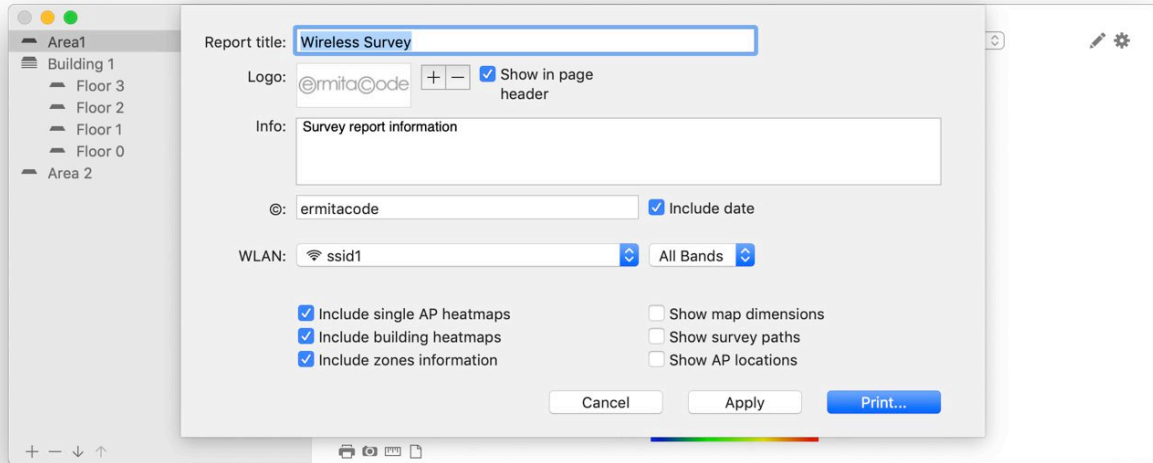 Area1
Building 1
Floor 3
Floor 2
Floor 1
Floor 0
Area 2
Report title: Wireless Survey
Logo: ermitacode Show in page
header
Info: Survey report information
©: ermitacode Include date
WLAN: ssid1 All Bands
Include single AP heatmaps Show map dimensions
Include building heatmaps Show survey paths
Include zones information Show AP locations
Cancel Apply Print...